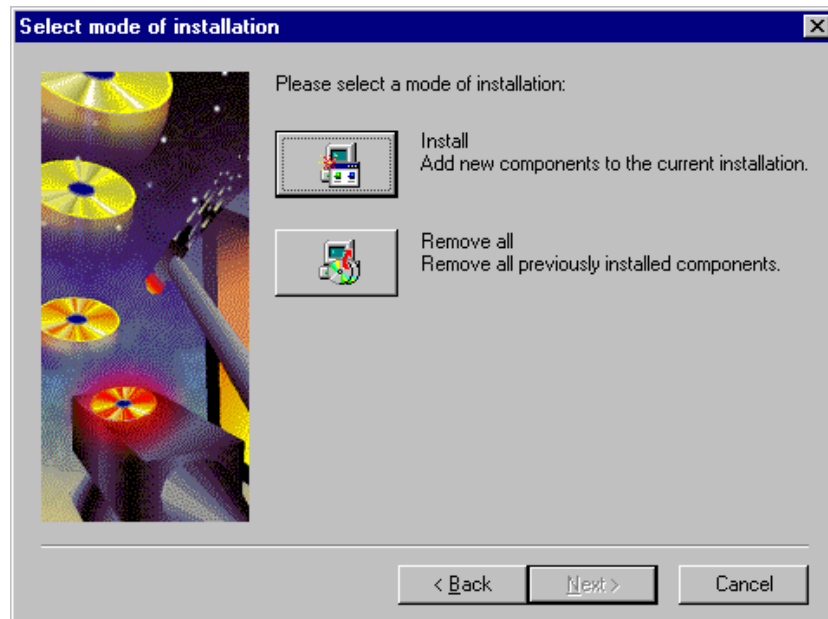 Select mode of installation
Please select a mode of installation:
Install
Add new components to the current installation.
Remove all
Remove all previously installed components.
< Back
Next >
Cancel